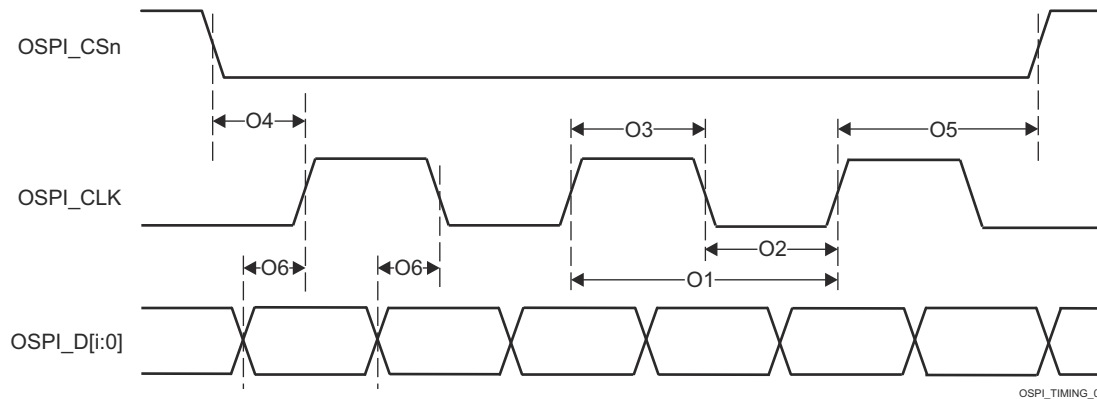 OSPI_CSn
O4
O3
O5
OSPI_CLK
O6
O6
O2
O1
OSPI_D[i:0]